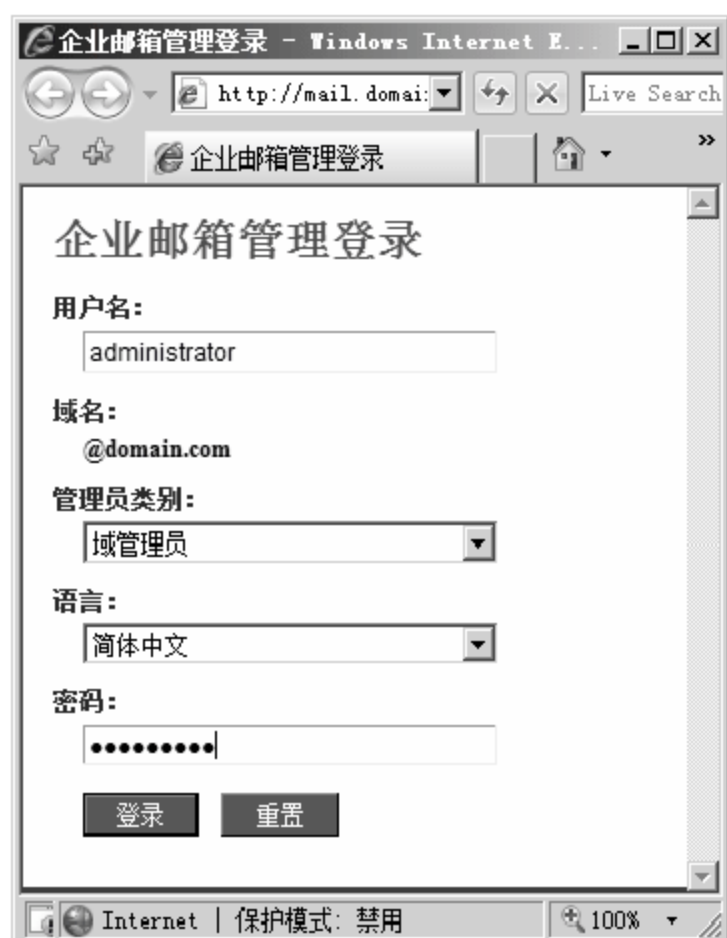 企业邮箱管理登录 - Windows Internet E...
http://mail.domai
Live Search
企业邮箱管理登录
»
企业邮箱管理登录
用户名:
administrator
域名:
@domain.com
管理员类别:
域管理员
语言:
简体中文
密码:
●●●●●●●●●
登录 重置
Internet | 保护模式: 禁用 100%